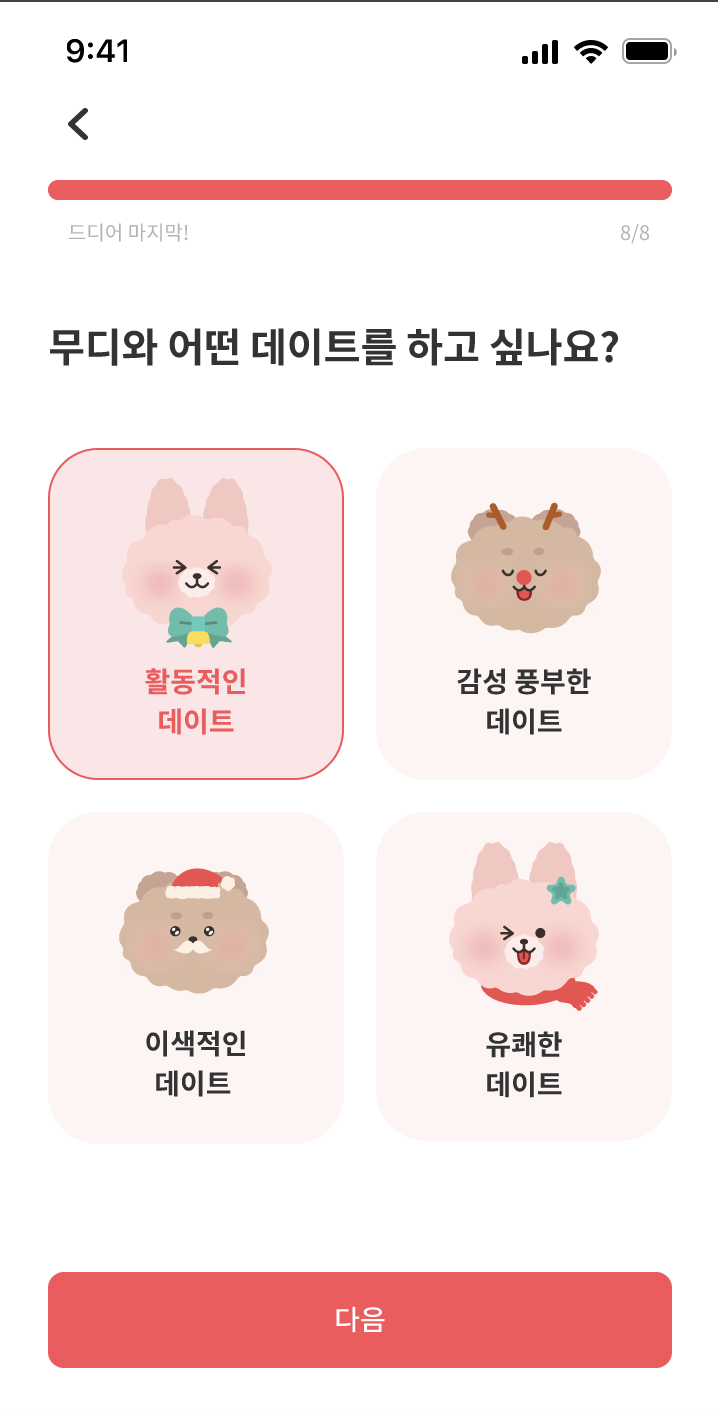 9:41
드디어 마지막! 8/8
무디와 어떤 데이트를 하고 싶나요?
활동적인
데이트
감성 풍부한
데이트
이색적인
데이트
유쾌한
데이트
다음